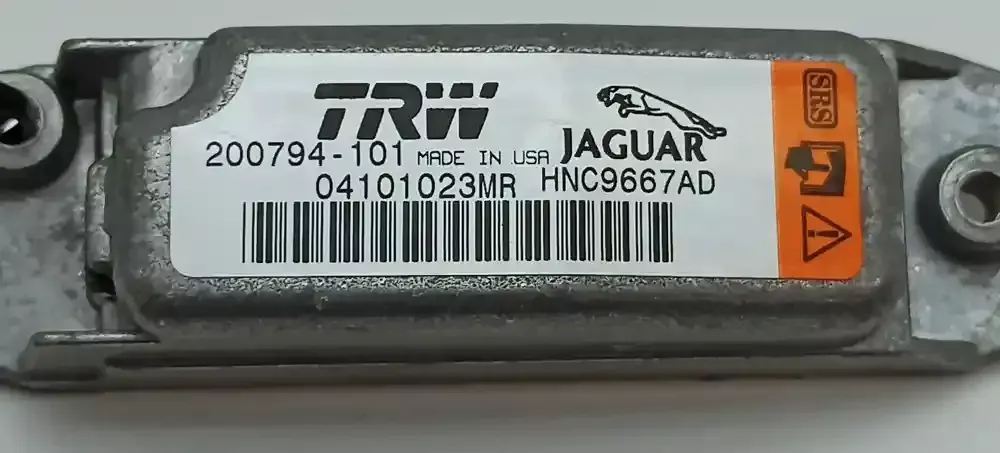 TRW
JAGUAR
200794-101 MADE IN USA
04101023MR HNC9667AD
SRS